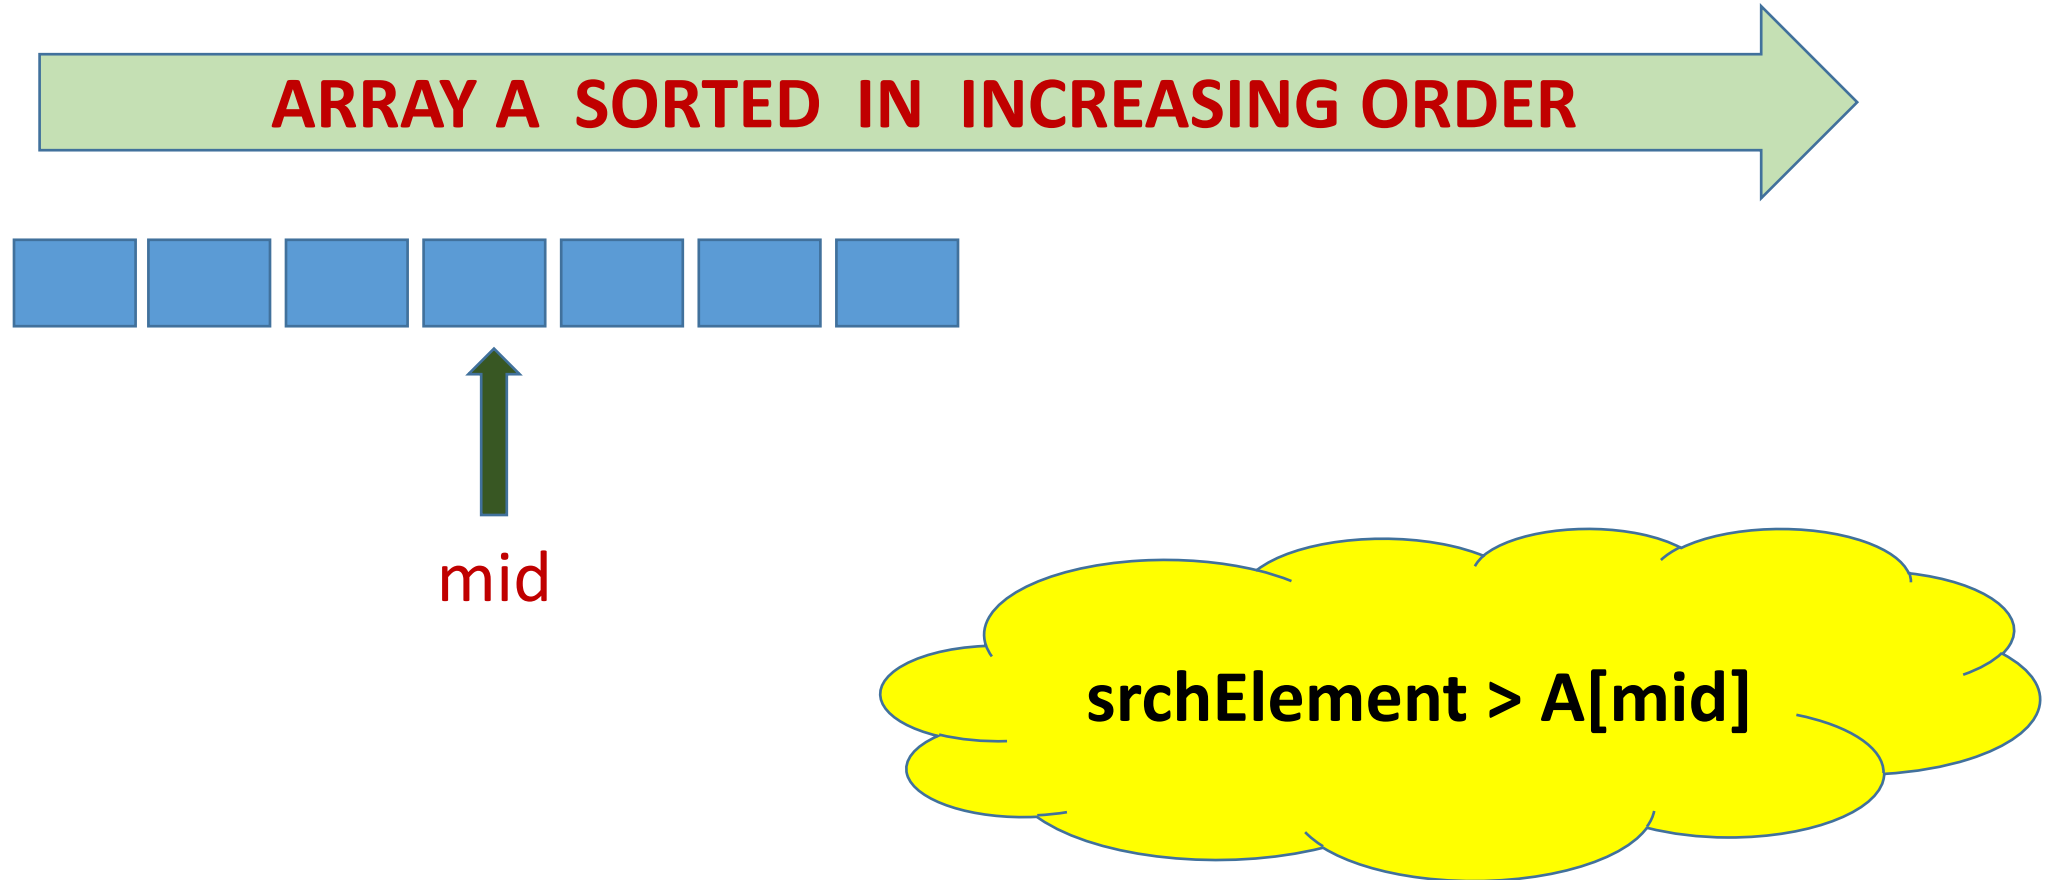 ARRAY A SORTED IN INCREASING ORDER
mid
srchElement > A[mid]